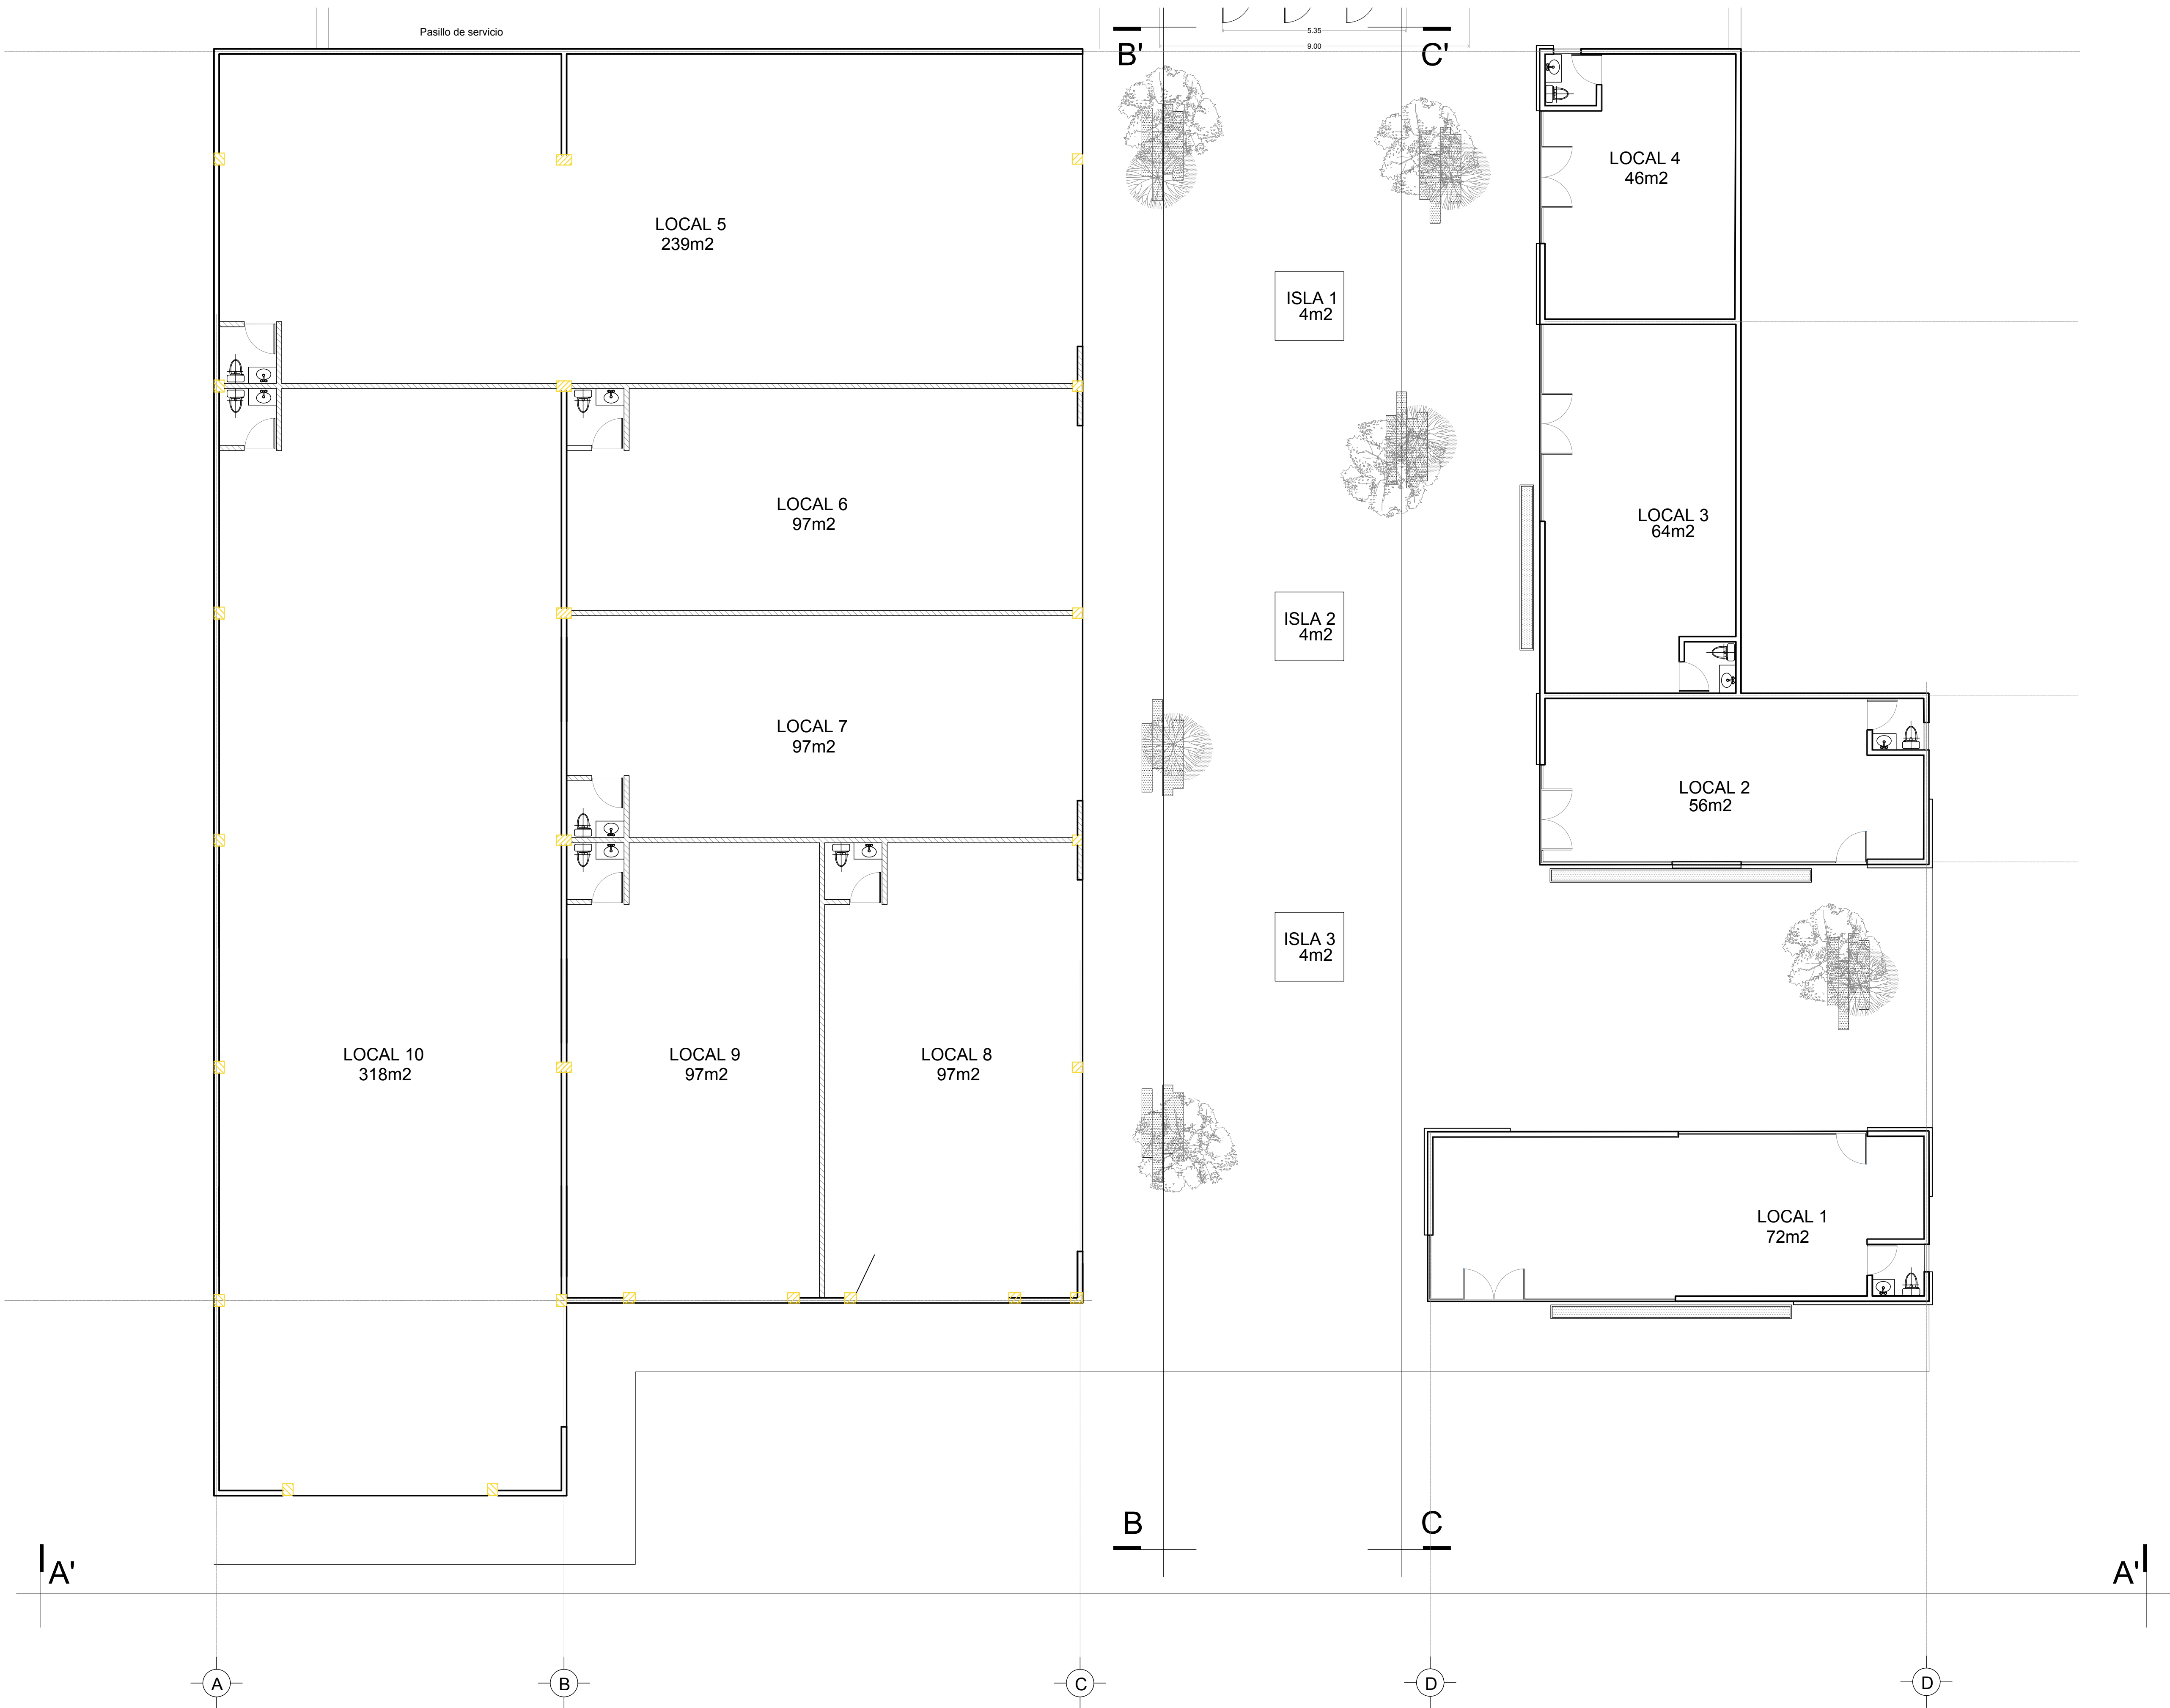 Pasillo de servicio
5.35
9.00
B'
C'
LOCAL 4
46m2
LOCAL 5
239m2
ISLA 1
4m2
LOCAL 6
97m2
LOCAL 3
64m2
ISLA 2
4m2
LOCAL 7
97m2
LOCAL 2
56m2
ISLA 3
4m2
LOCAL 10
318m2
LOCAL 9
97m2
LOCAL 8
97m2
LOCAL 1
72m2
B
C
A'
A'
A
B
C
D
D